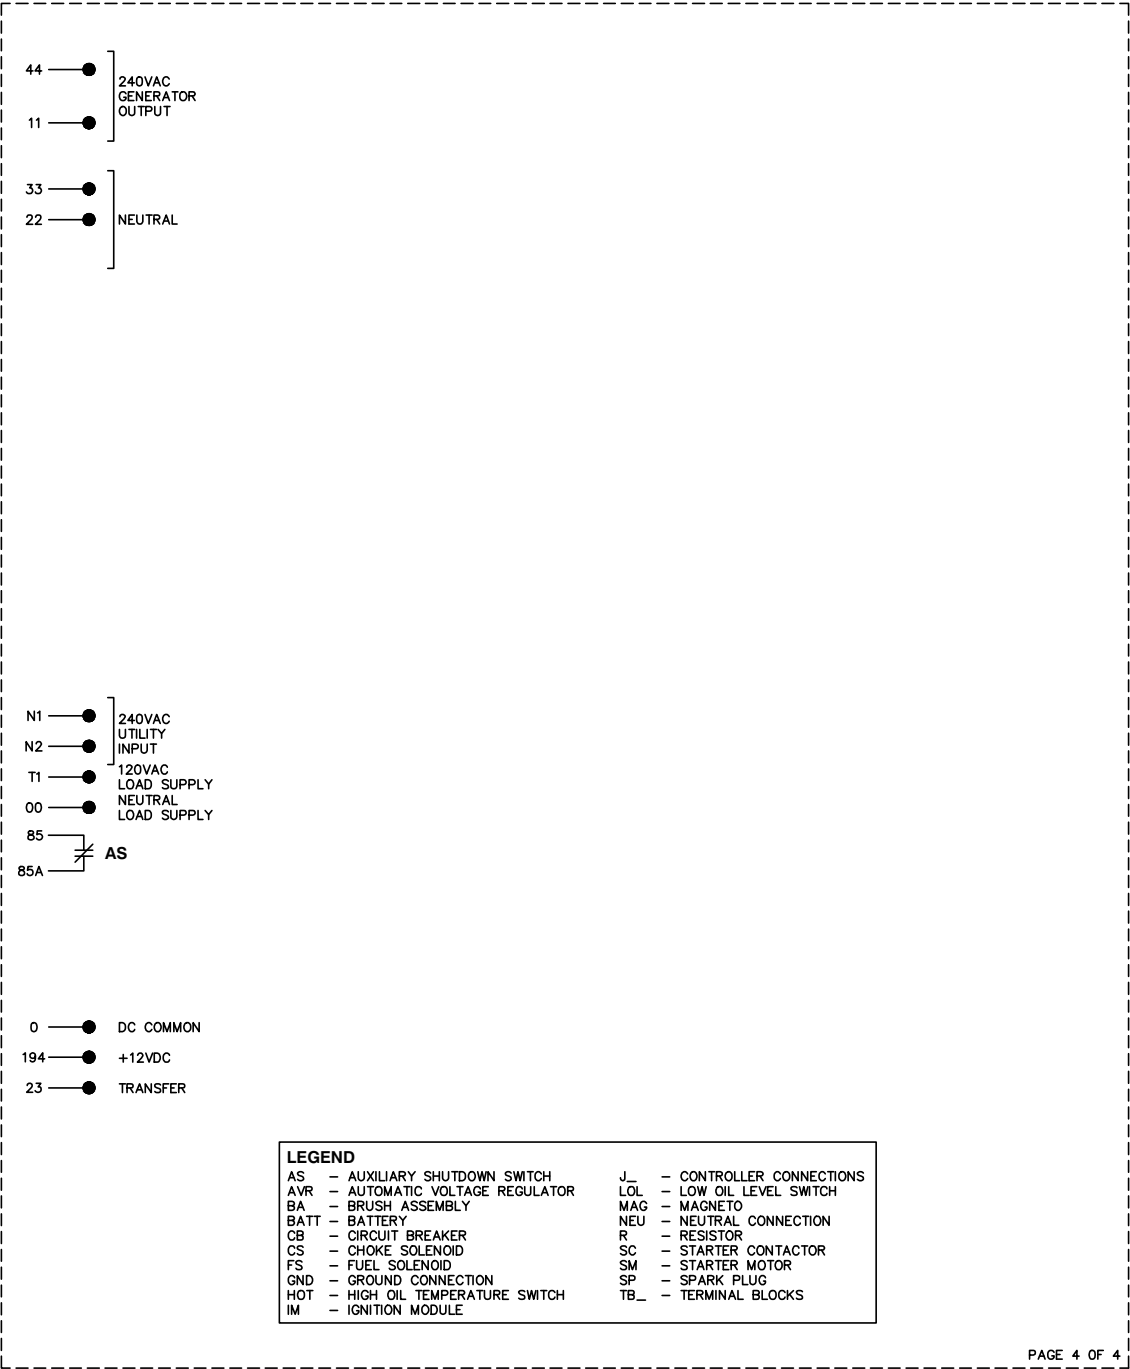 44
240VAC
GENERATOR
OUTPUT
11
33
22
NEUTRAL
N1
240VAC
UTILITY
INPUT
N2
T1
120VAC
LOAD SUPPLY
00
NEUTRAL
LOAD SUPPLY
85
AS
85A
0 DC COMMON
194 +12VDC
23 TRANSFER
LEGEND
AS – AUXILIARY SHUTDOWN SWITCH
AVR – AUTOMATIC VOLTAGE REGULATOR
BA – BRUSH ASSEMBLY
BATT – BATTERY
CB – CIRCUIT BREAKER
CS – CHOKE SOLENOID
FS – FUEL SOLENOID
GND – GROUND CONNECTION
HOT – HIGH OIL TEMPERATURE SWITCH
IM – IGNITION MODULE
J_ – CONTROLLER CONNECTIONS
LOL – LOW OIL LEVEL SWITCH
MAG – MAGNETO
NEU – NEUTRAL CONNECTION
R – RESISTOR
SC – STARTER CONTACTOR
SM – STARTER MOTOR
SP – SPARK PLUG
TB_ – TERMINAL BLOCKS
PAGE 4 OF 4